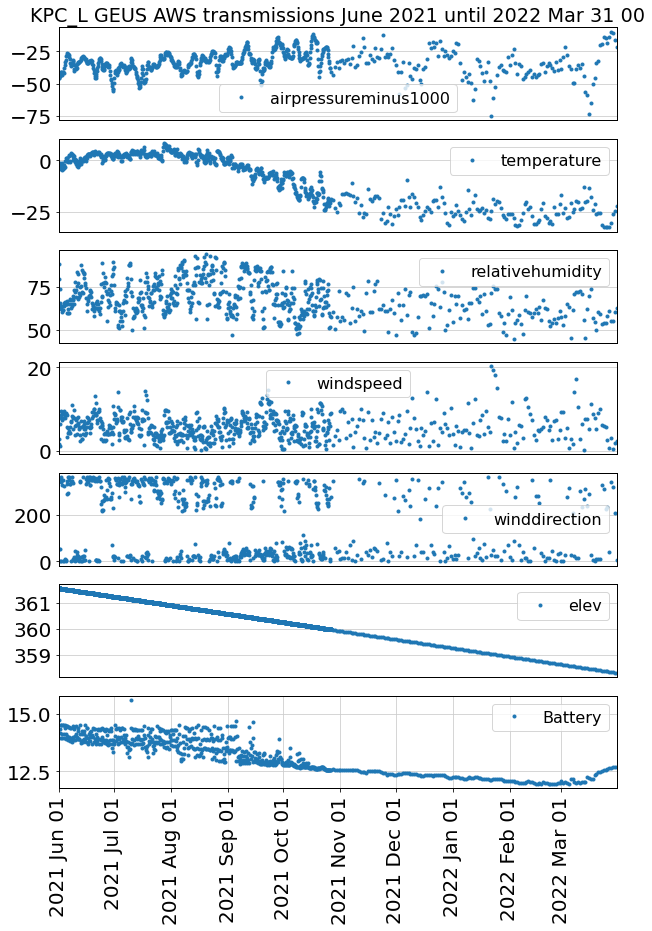 KPC_L GEUS AWS transmissions June 2021 until 2022 Mar 31 00
−25
−50
−75
airpressureminus1000
0
−25
temperature
75
50
relativehumidity
20
10
0
windspeed
200
0
winddirection
361
360
359
elev
15.0
12.5
Battery
2021 Jun 01
2021 Jul 01
2021 Aug 01
2021 Sep 01
2021 Oct 01
2021 Nov 01
2021 Dec 01
2022 Jan 01
2022 Feb 01
2022 Mar 01